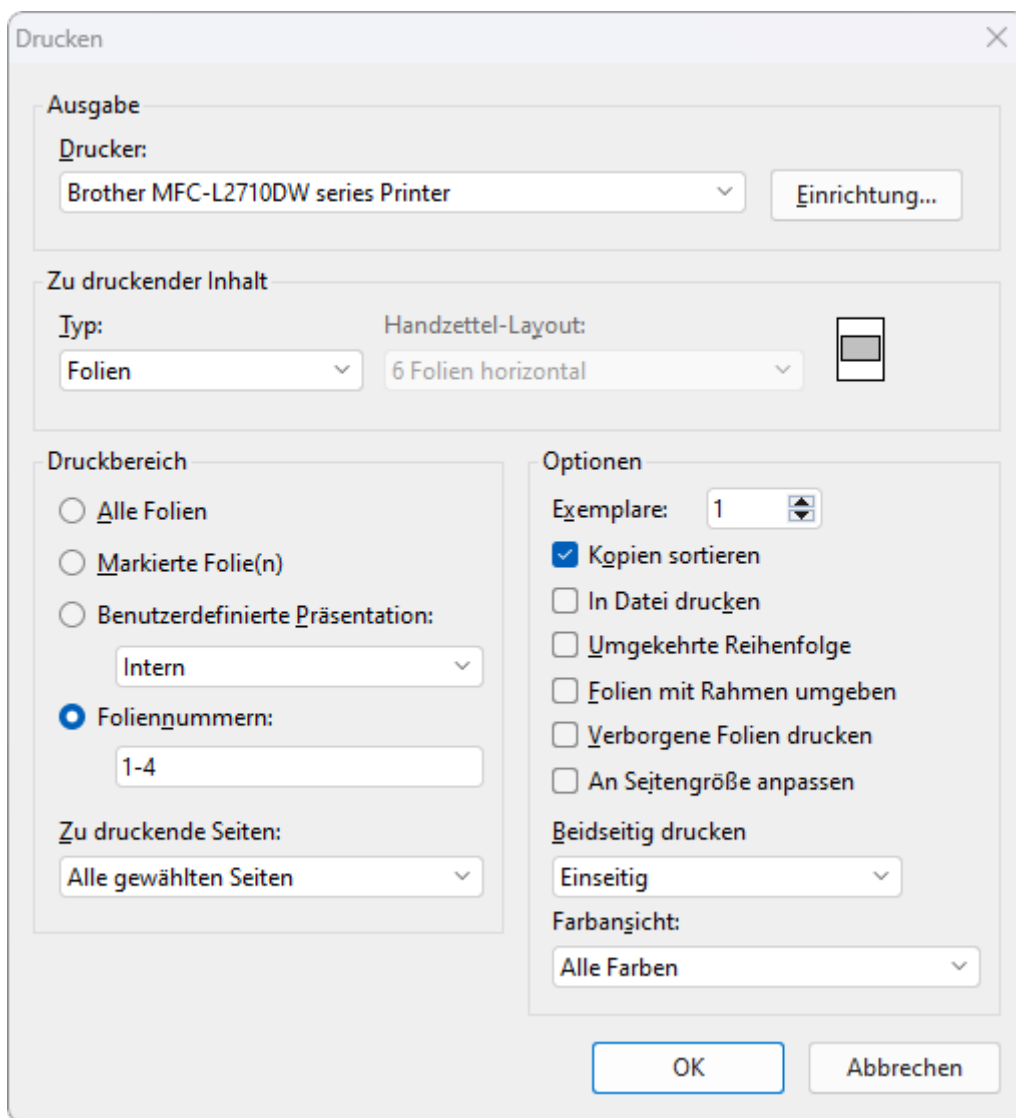 Drucken
Ausgabe
Drucker:
Brother MFC-L2710DW series Printer
Einrichtung...
Zu druckender Inhalt
Typ:
Handzettel-Layout:
Folien
6 Folien horizontal
Druckbereich
Alle Folien
Markierte Folie(n)
Benutzerdefinierte Präsentation:
Intern
Foliennummern:
1-4
Zu druckende Seiten:
Alle gewählten Seiten
Optionen
Exemplare:
1
Kopien sortieren
In Datei drucken
Umgekehrte Reihenfolge
Folien mit Rahmen umgeben
Verborgene Folien drucken
An Seitengröße anpassen
Beidseitig drucken
Einseitig
Farbansicht:
Alle Farben
OK
Abbrechen